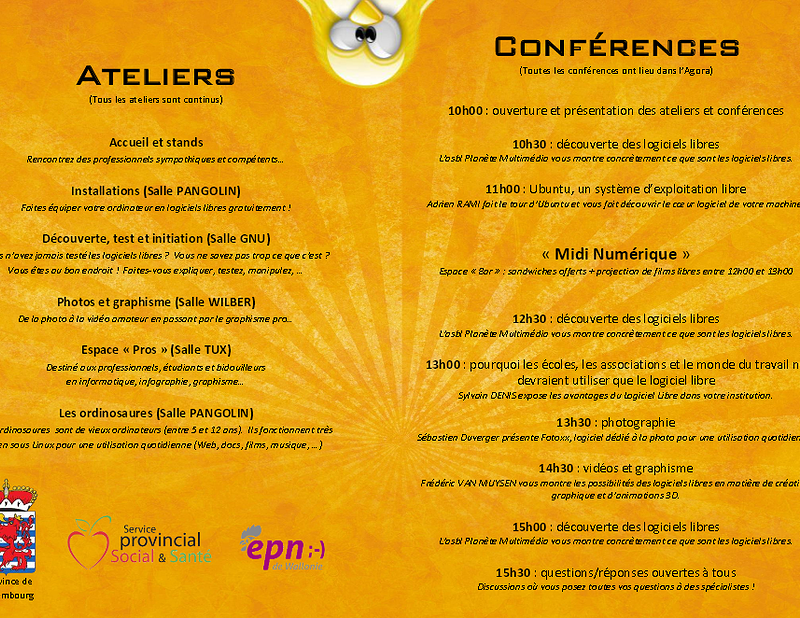 ATELIERS
(Tous les ateliers sont continus)
Accueil et stands
Rencontrez des professionnels sympathiques et compétents...
Installations (Salle PANGOLIN)
Faites équiper votre ordinateur en logiciels libres gratuitement !
Découverte, test et initiation (Salle GNU)
s n'avez jamais testé les logiciels libres ? Vous ne savez pas trop ce que c'est ?
Vous êtes au bon endroit ! Faites-vous expliquer, testez, manipulez, ...
Photos et graphisme (Salle WILBER)
De la photo à la vidéo amateur en passant par le graphisme pro...
Espace « Pros » (Salle TUX)
Destiné aux professionnels, étudiants et bidouilleurs
en informatique, infographie, graphisme...
Les ordinosaures (Salle PANGOLIN)
rdinosaures sont de vieux ordinateurs (entre 5 et 12 ans). Ils fonctionnent très
en sous Linux pour une utilisation quotidienne (Web, docs, films, musique, ...)
vince de
mbourg
Service
provincial
Social & Santé
epn ;-)
de Wallonie
CONFÉRENCES
(Toutes les conférences ont lieu dans l'Agora)
10h00 : ouverture et présentation des ateliers et conférences
10h30 : découverte des logiciels libres
L'asbl Planète Multimédia vous montre concrètement ce que sont les logiciels libres.
11h00 : Ubuntu, un système d'exploitation libre
Adrien RAMI fait le tour d'Ubuntu et vous fait découvrir le cœur logiciel de votre machine
« Midi Numérique »
Espace « Bar » : sandwiches offerts + projection de films libres entre 12h00 et 13h00
12h30 : découverte des logiciels libres
L'asbl Planète Multimédia vous montre concrètement ce que sont les logiciels libres.
13h00 : pourquoi les écoles, les associations et le monde du travail n
devraient utiliser que le logiciel libre
Sylvain DENIS expose les avantages du Logiciel Libre dans votre institution.
13h30 : photographie
Sébastien Duverger présente Fotoxx, logiciel dédié à la photo pour une utilisation quotidien
14h30 : vidéos et graphisme
Frédéric VAN MUYSEN vous montre les possibilités des logiciels libres en matière de créati
graphique et d'animations 3D.
15h00 : découverte des logiciels libres
L'asbl Planète Multimédia vous montre concrètement ce que sont les logiciels libres.
15h30 : questions/réponses ouvertes à tous
Discussions où vous posez toutes vos questions à des spécialistes !